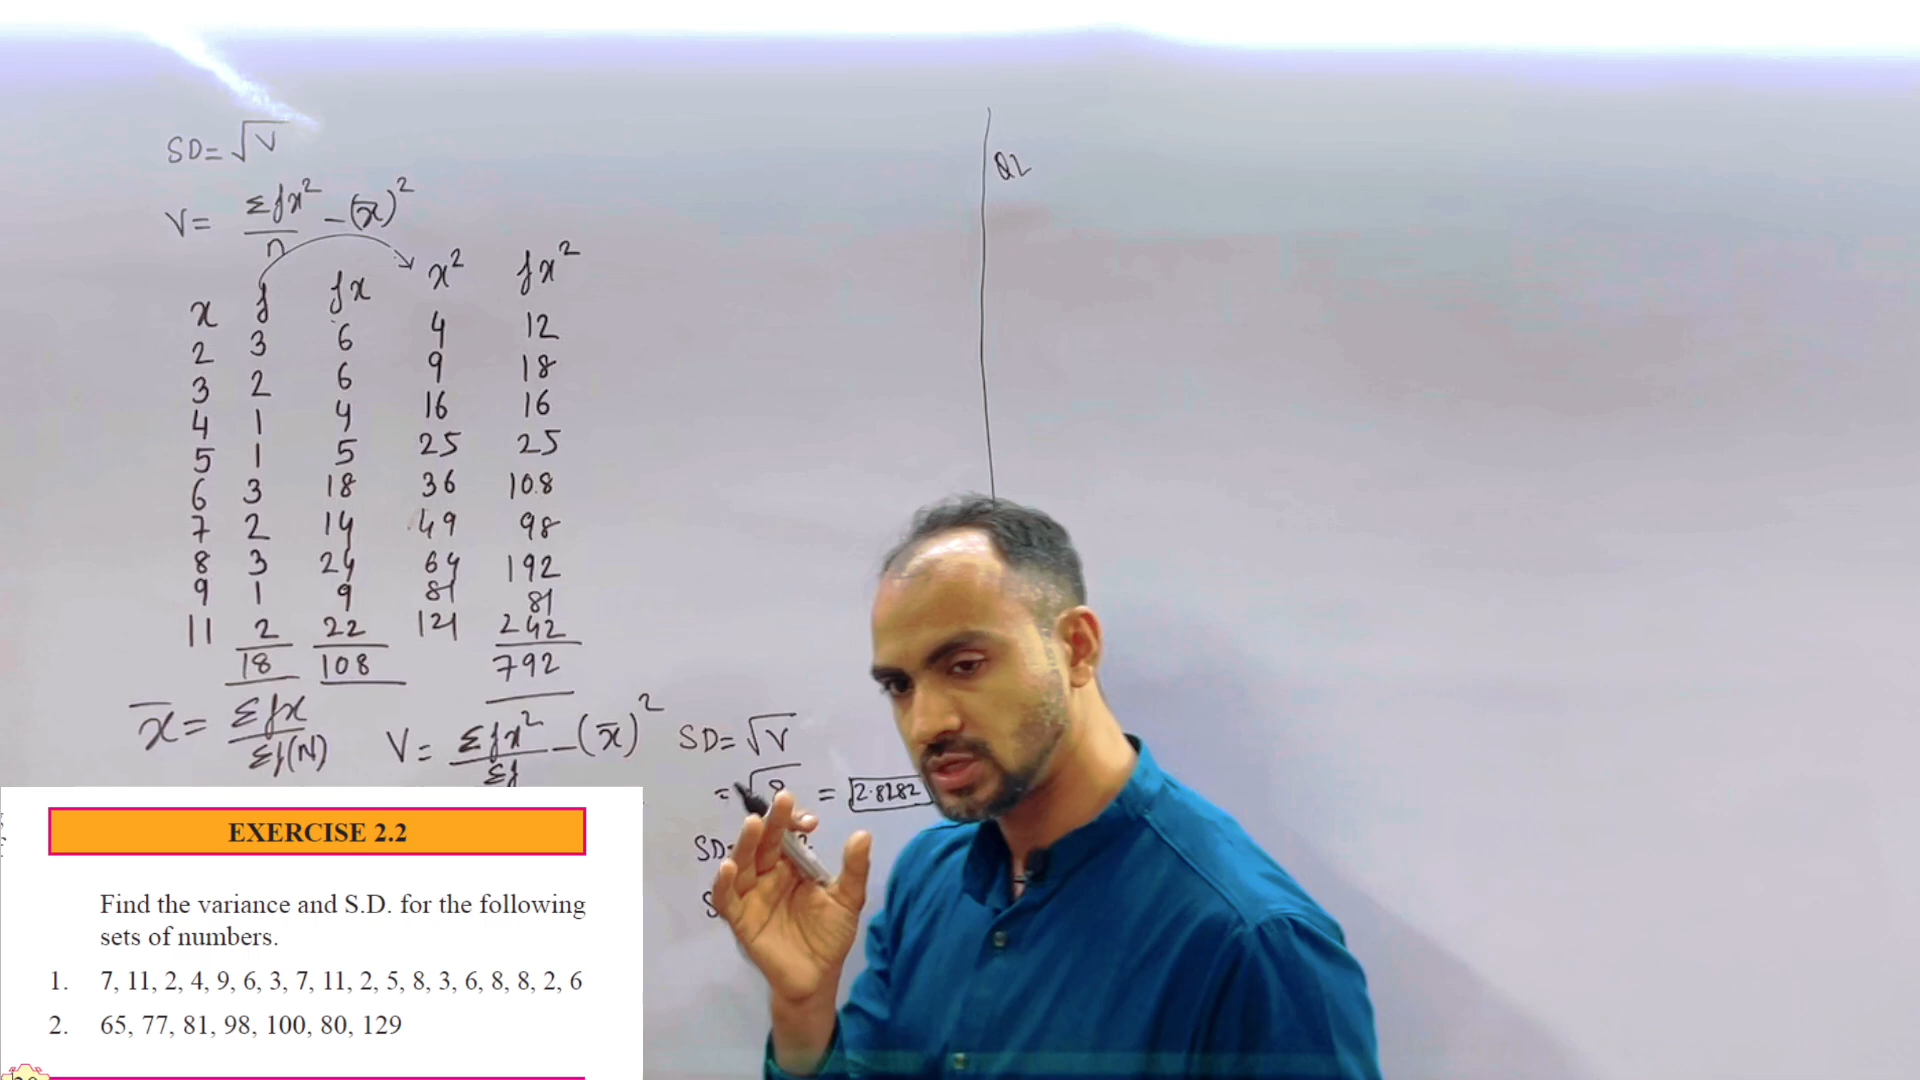 SD = √V
V = Σfx² / n - (x̄)²
x f fx x² fx²
2 3 6 4 12
3 2 6 9 18
4 1 4 16 16
5 1 5 25 25
6 3 18 36 108
7 2 14 49 98
8 3 24 64 192
9 1 9 81 81
11 2 22 121 242
18 108 792
x̄ = Σfx / Σf(N)
V = Σfx² / Σf - (x̄)²
SD = √V
= √8 = 2.8282
SD
Q2
EXERCISE 2.2
Find the variance and S.D. for the following
sets of numbers.
1. 7, 11, 2, 4, 9, 6, 3, 7, 11, 2, 5, 8, 3, 6, 8, 8, 2, 6
2. 65, 77, 81, 98, 100, 80, 129